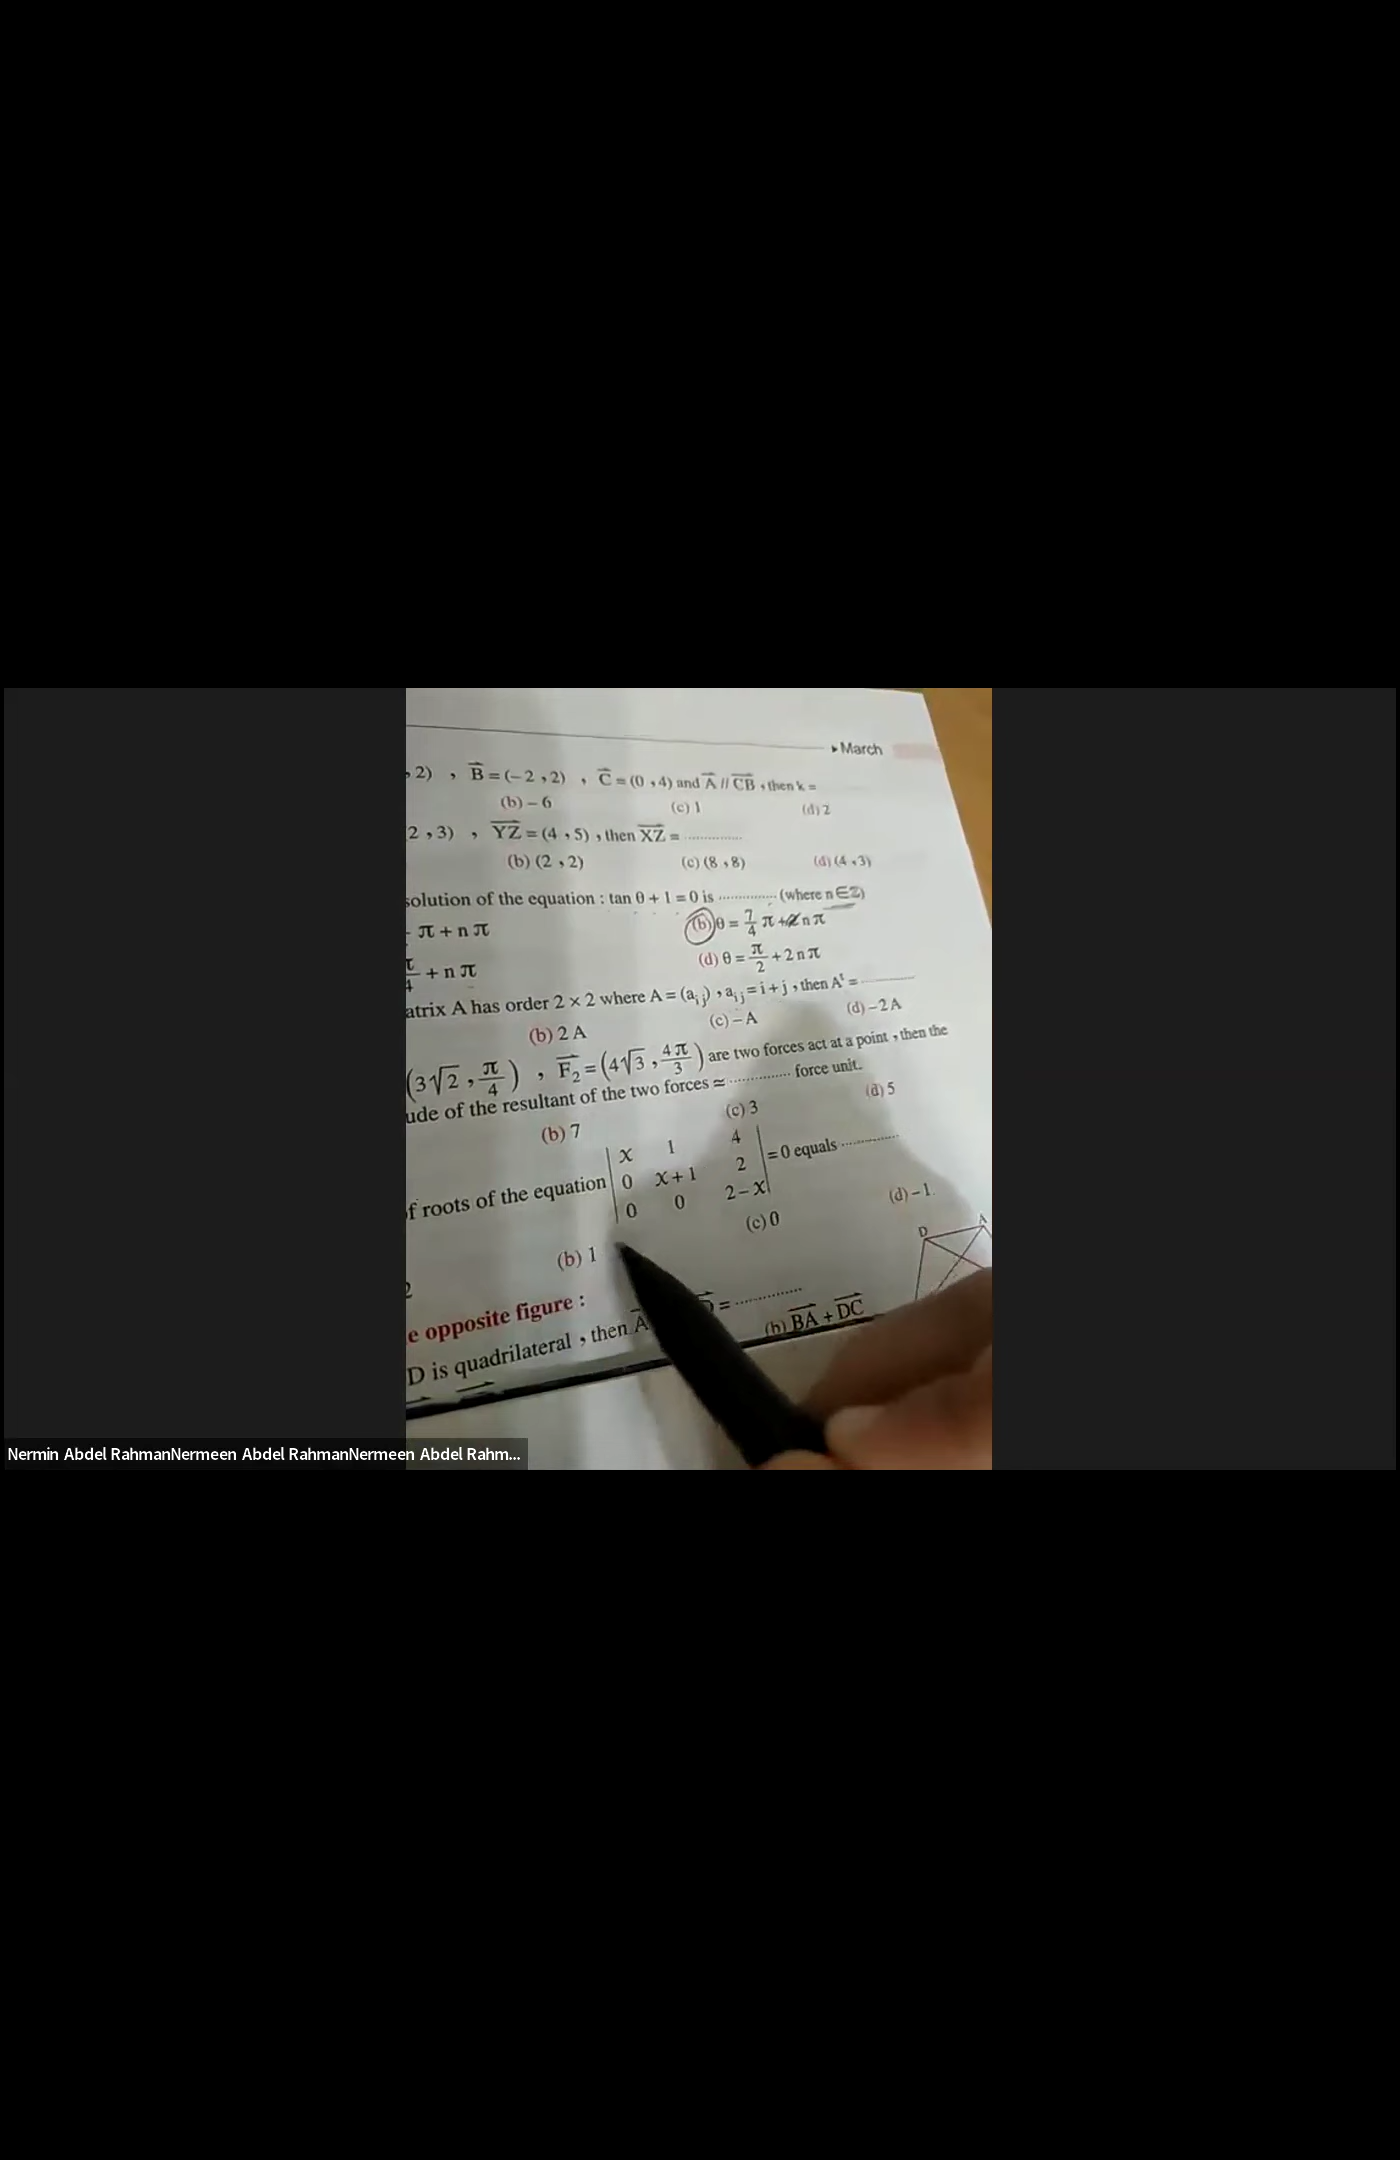 ▸ March
, 2) , B = (– 2 , 2) , C = (0 , 4) and A // CB , then k =
(b) – 6 (c) 1 (d) 2
2 , 3) , YZ = (4 , 5) , then XZ = ..............
(b) (2 , 2) (c) (8 , 8) (d) (4 , 3)
solution of the equation : tan θ + 1 = 0 is .............. (where n ∈ ℤ)
π + n π (b) θ = 7/4 π + 2 n π
π/4 + n π (d) θ = π/2 + 2 n π
atrix A has order 2 × 2 where A = (a_ij) , a_ij = i + j , then A^t = ..............
(b) 2 A (c) – A (d) – 2 A
(3√2 , π/4) , F₂ = (4√3 , 4π/3) are two forces act at a point , then the
ude of the resultant of the two forces ≃ .............. force unit.
(b) 7 (c) 3 (d) 5
f roots of the equation | x 1 4 | = 0 equals ..............
0 x + 1 2
0 0 2 – x
(b) 1 (c) 0 (d) – 1
2
e opposite figure :
D A
D is quadrilateral , then A = ..............
(b) BA + DC
Nermin Abdel RahmanNermeen Abdel RahmanNermeen Abdel Rahm...